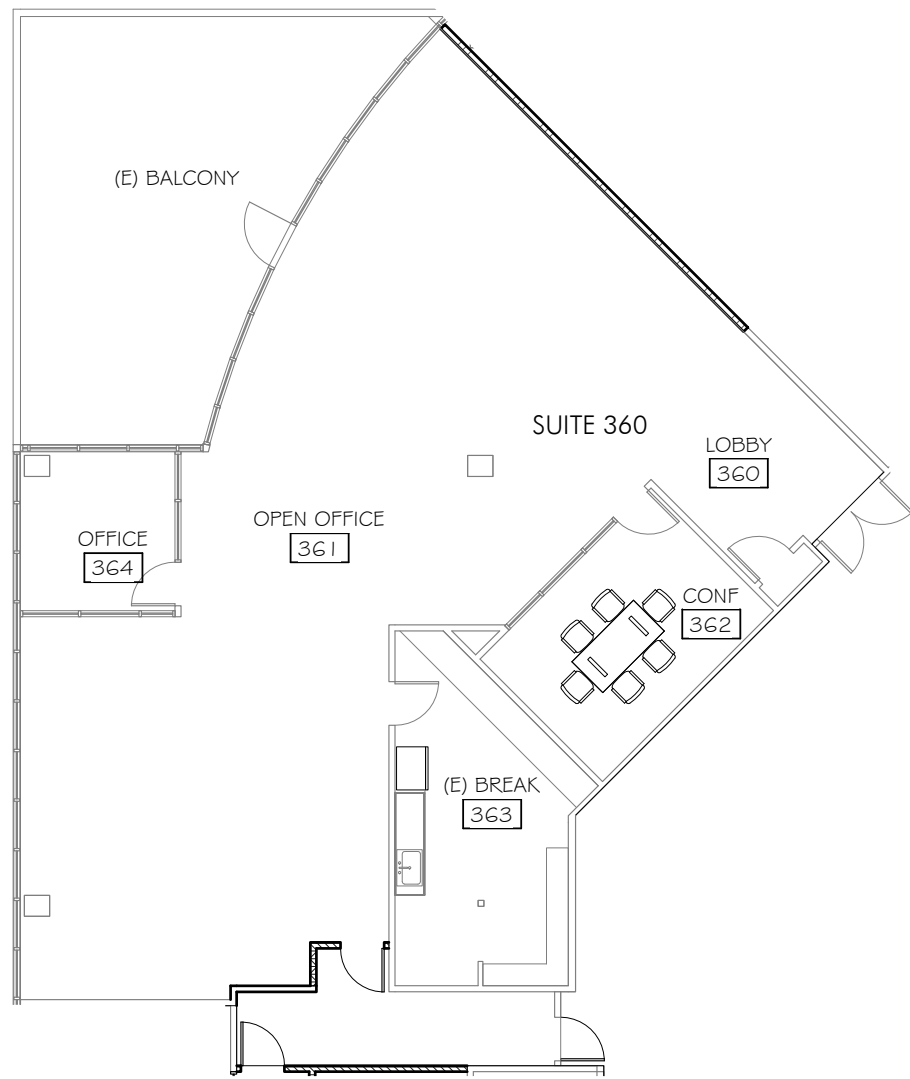 (E) BALCONY
SUITE 360
LOBBY
360
OPEN OFFICE
361
OFFICE
364
CONF
362
(E) BREAK
363